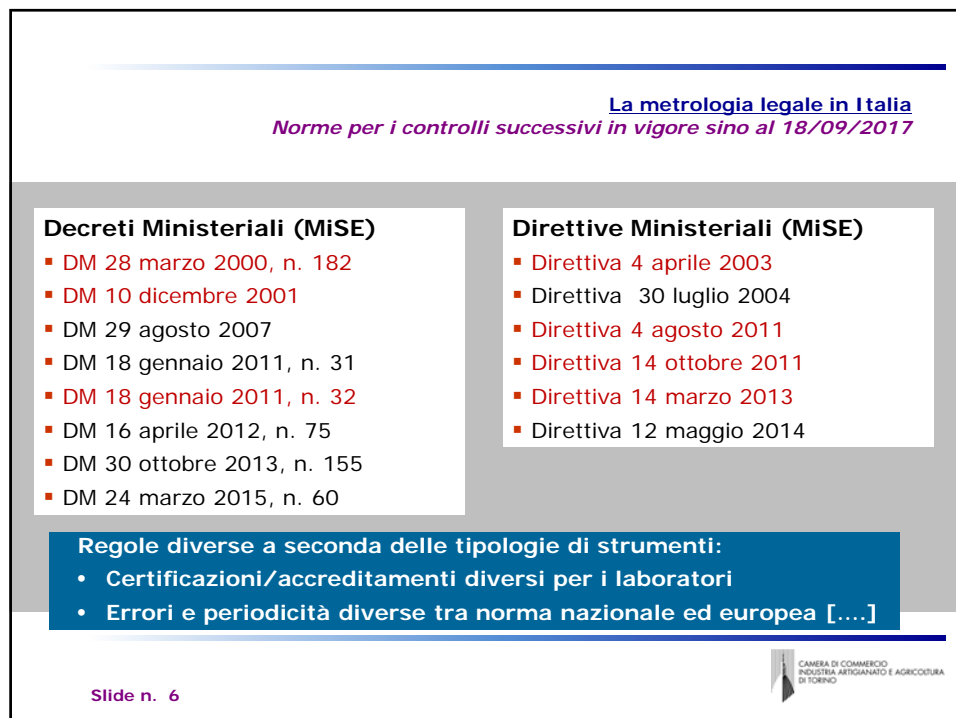 La metrologia legale in Italia
Norme per i controlli successivi in vigore sino al 18/09/2017
Decreti Ministeriali (MiSE)
▪ DM 28 marzo 2000, n. 182
▪ DM 10 dicembre 2001
▪ DM 29 agosto 2007
▪ DM 18 gennaio 2011, n. 31
▪ DM 18 gennaio 2011, n. 32
▪ DM 16 aprile 2012, n. 75
▪ DM 30 ottobre 2013, n. 155
▪ DM 24 marzo 2015, n. 60
Direttive Ministeriali (MiSE)
▪ Direttiva 4 aprile 2003
▪ Direttiva 30 luglio 2004
▪ Direttiva 4 agosto 2011
▪ Direttiva 14 ottobre 2011
▪ Direttiva 14 marzo 2013
▪ Direttiva 12 maggio 2014
Regole diverse a seconda delle tipologie di strumenti:
• Certificazioni/accreditamenti diversi per i laboratori
• Errori e periodicità diverse tra norma nazionale ed europea [....]
CAMERA DI COMMERCIO
INDUSTRIA ARTIGIANATO E AGRICOLTURA
DI TORINO
Slide n. 6